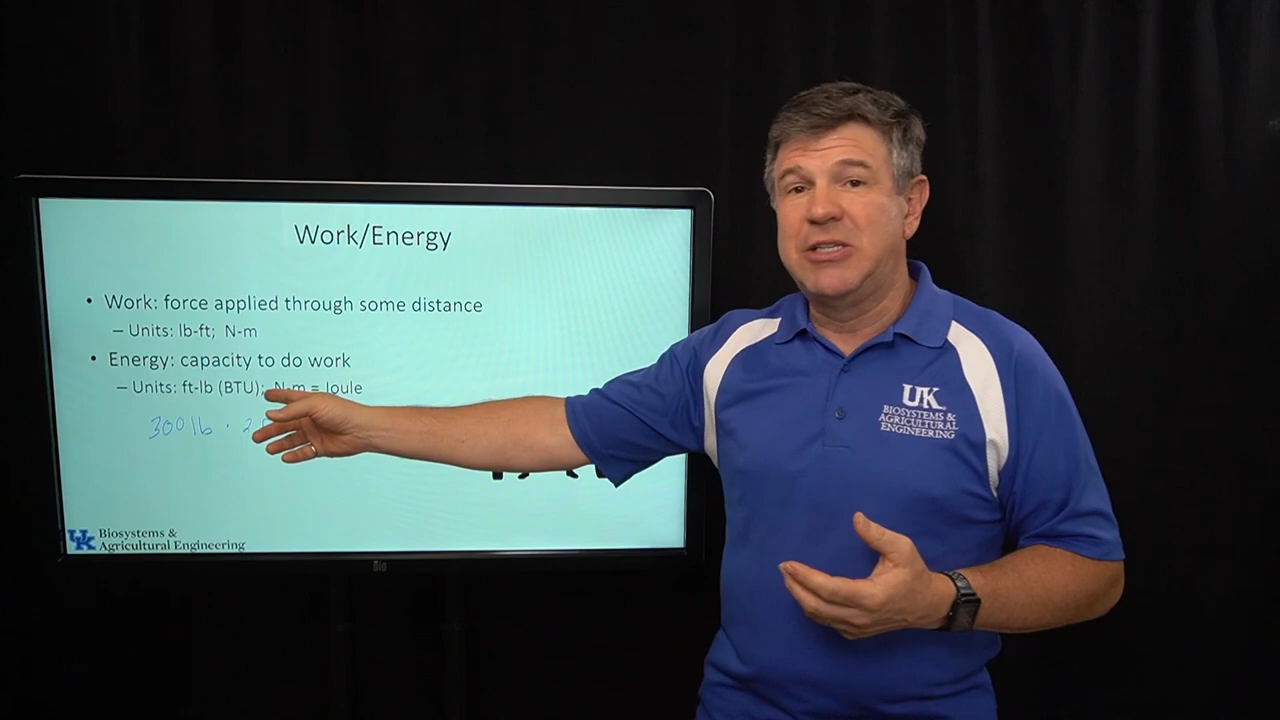 Work/Energy
• Work: force applied through some distance
– Units: lb-ft; N-m
• Energy: capacity to do work
– Units: ft-lb (BTU); N-m = Joule
300 lb · 2
UK Biosystems &
Agricultural Engineering
UK
BIOSYSTEMS &
AGRICULTURAL
ENGINEERING